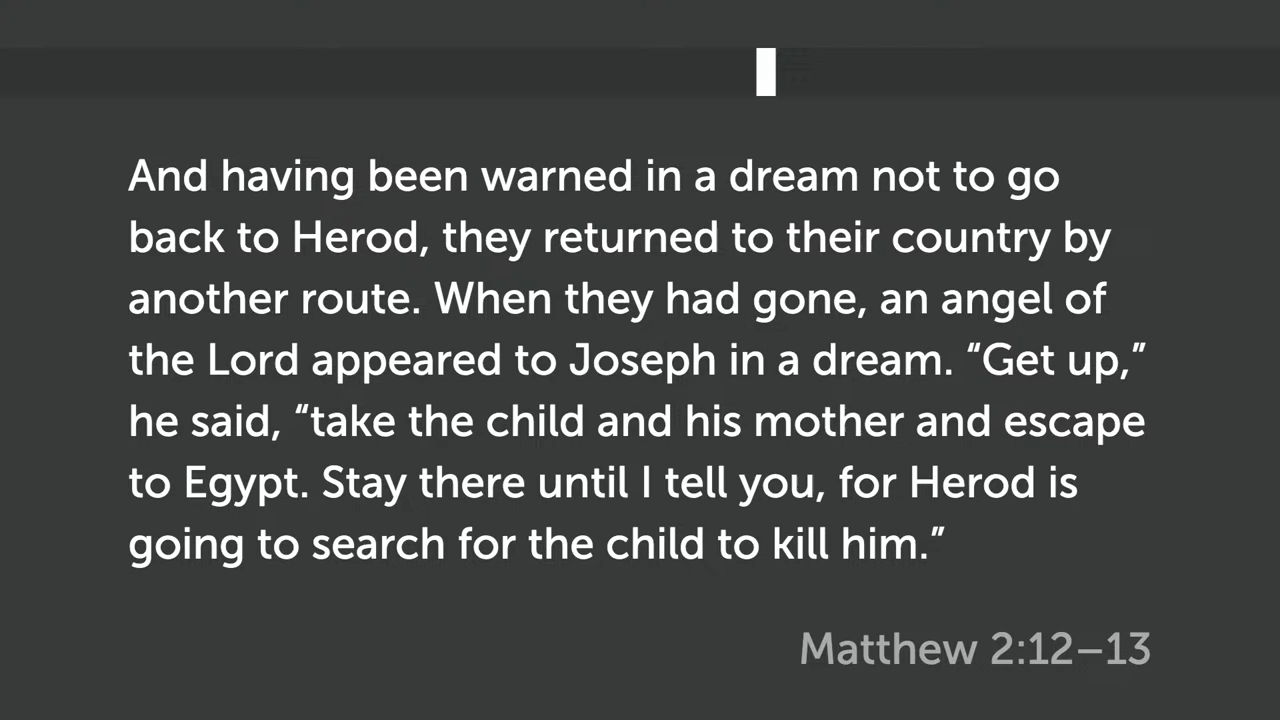 And having been warned in a dream not to go
back to Herod, they returned to their country by
another route. When they had gone, an angel of
the Lord appeared to Joseph in a dream. “Get up,”
he said, “take the child and his mother and escape
to Egypt. Stay there until I tell you, for Herod is
going to search for the child to kill him.”
Matthew 2:12–13